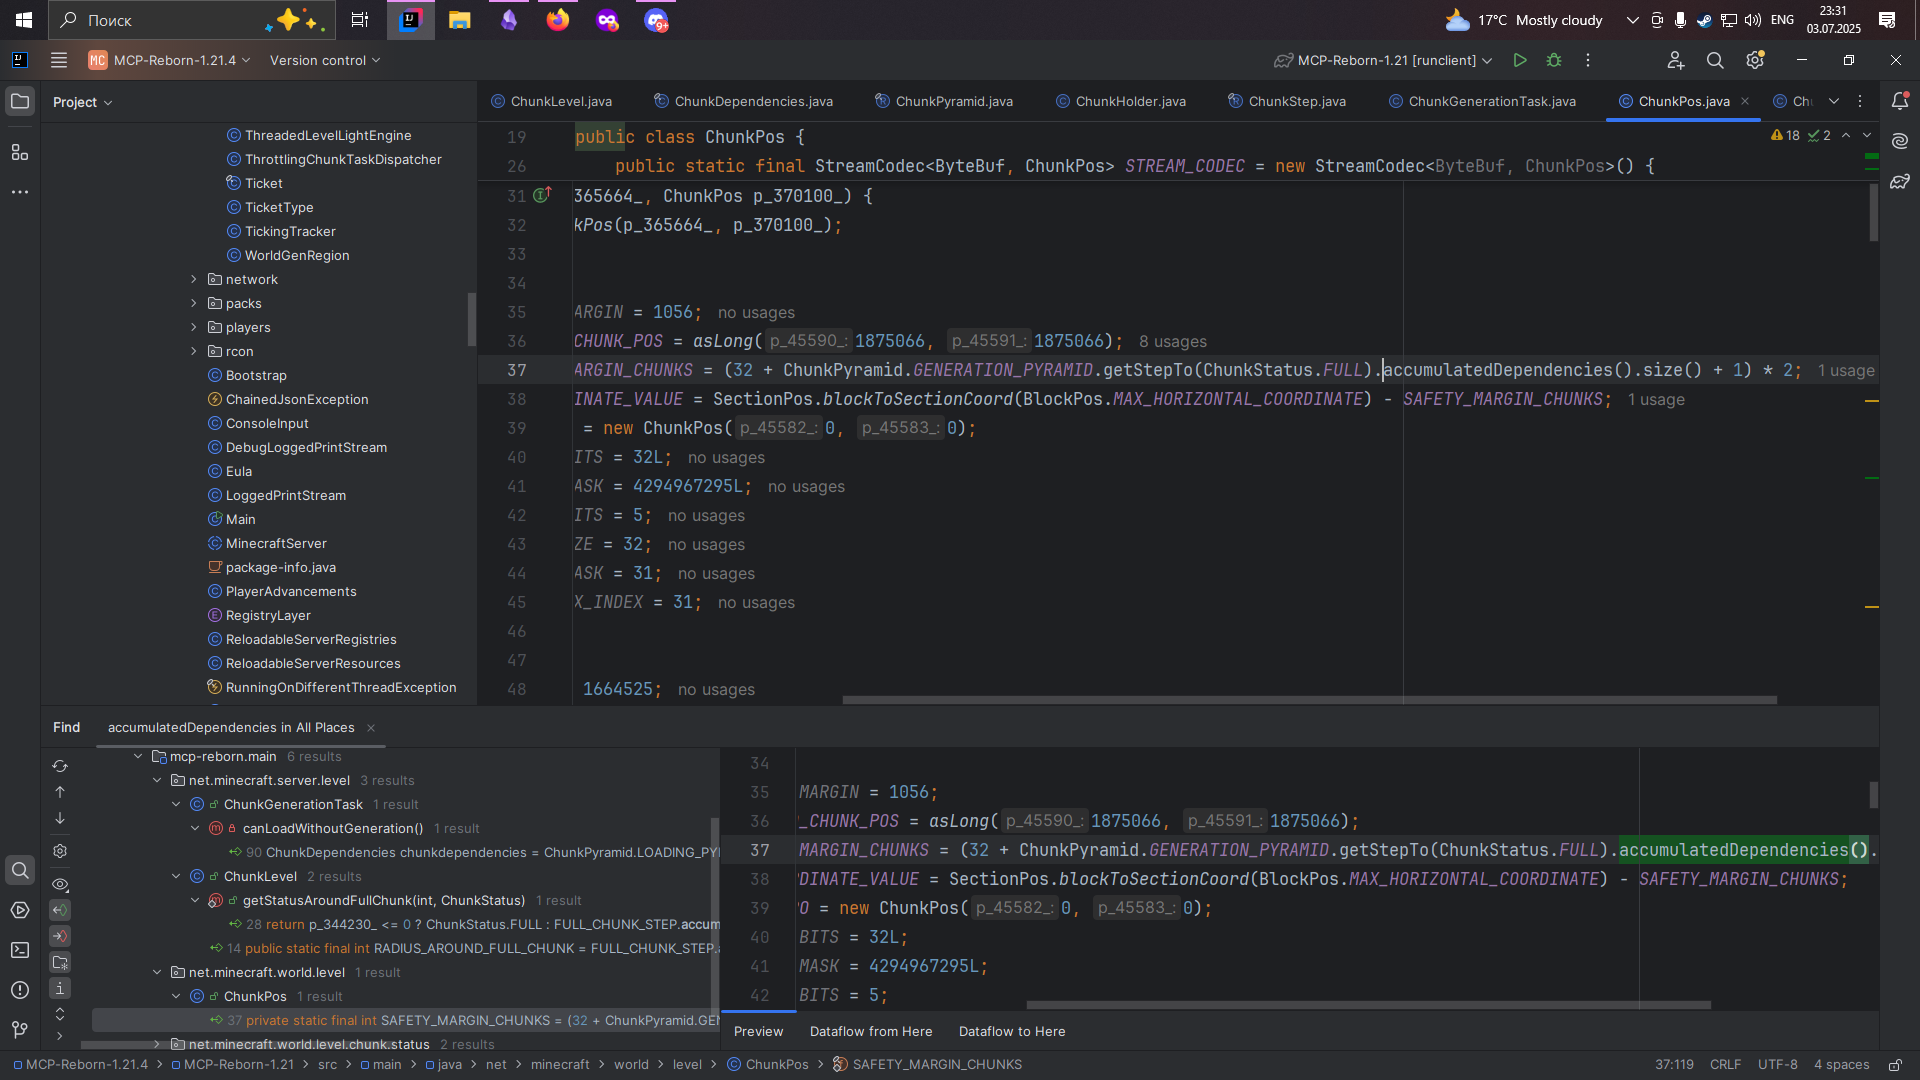 Поиск
9+
17°C Mostly cloudy
ENG
23:31
03.07.2025
MC MCP-Reborn-1.21.4
Version control
MCP-Reborn-1.21 [runclient]
Project
ThreadedLevelLightEngine
ThrottlingChunkTaskDispatcher
Ticket
TicketType
TickingTracker
WorldGenRegion
network
packs
players
rcon
Bootstrap
ChainedJsonException
ConsoleInput
DebugLoggedPrintStream
Eula
LoggedPrintStream
Main
MinecraftServer
package-info.java
PlayerAdvancements
RegistryLayer
ReloadableServerRegistries
ReloadableServerResources
RunningOnDifferentThreadException
ChunkLevel.java
ChunkDependencies.java
ChunkPyramid.java
ChunkHolder.java
ChunkStep.java
ChunkGenerationTask.java
ChunkPos.java
18 2
19 public class ChunkPos {
26 public static final StreamCodec<ByteBuf, ChunkPos> STREAM_CODEC = new StreamCodec<ByteBuf, ChunkPos>() {
31 365664_, ChunkPos p_370100_) {
32 kPos(p_365664_, p_370100_);
33
34
35 ARGIN = 1056; no usages
36 CHUNK_POS = asLong( p_45590_: 1875066, p_45591_: 1875066); 8 usages
37 ARGIN_CHUNKS = (32 + ChunkPyramid.GENERATION_PYRAMID.getStepTo(ChunkStatus.FULL).accumulatedDependencies().size() + 1) * 2; 1 usage
38 INATE_VALUE = SectionPos.blockToSectionCoord(BlockPos.MAX_HORIZONTAL_COORDINATE) - SAFETY_MARGIN_CHUNKS; 1 usage
39 = new ChunkPos( p_45582_: 0, p_45583_: 0);
40 ITS = 32L; no usages
41 ASK = 4294967295L; no usages
42 ITS = 5; no usages
43 ZE = 32; no usages
44 ASK = 31; no usages
45 X_INDEX = 31; no usages
46
47
48 1664525; no usages
Find
accumulatedDependencies in All Places
mcp-reborn.main 6 results
net.minecraft.server.level 3 results
ChunkGenerationTask 1 result
canLoadWithoutGeneration() 1 result
90 ChunkDependencies chunkdependencies = ChunkPyramid.LOADING_PY
ChunkLevel 2 results
getStatusAroundFullChunk(int, ChunkStatus) 1 result
28 return p_344230_ <= 0 ? ChunkStatus.FULL : FULL_CHUNK_STEP.accum
14 public static final int RADIUS_AROUND_FULL_CHUNK = FULL_CHUNK_STEP.
net.minecraft.world.level 1 result
ChunkPos 1 result
37 private static final int SAFETY_MARGIN_CHUNKS = (32 + ChunkPyramid.GEN
net.minecraft.world.level.chunk.status 2 results
34
35 MARGIN = 1056;
36 _CHUNK_POS = asLong( p_45590_: 1875066, p_45591_: 1875066);
37 MARGIN_CHUNKS = (32 + ChunkPyramid.GENERATION_PYRAMID.getStepTo(ChunkStatus.FULL).accumulatedDependencies().
38 DINATE_VALUE = SectionPos.blockToSectionCoord(BlockPos.MAX_HORIZONTAL_COORDINATE) - SAFETY_MARGIN_CHUNKS;
39 O = new ChunkPos( p_45582_: 0, p_45583_: 0);
40 BITS = 32L;
41 MASK = 4294967295L;
42 BITS = 5;
Preview
Dataflow from Here
Dataflow to Here
MCP-Reborn-1.21.4 > MCP-Reborn-1.21 > src > main > java > net > minecraft > world > level > ChunkPos > SAFETY_MARGIN_CHUNKS
37:119 CRLF UTF-8 4 spaces